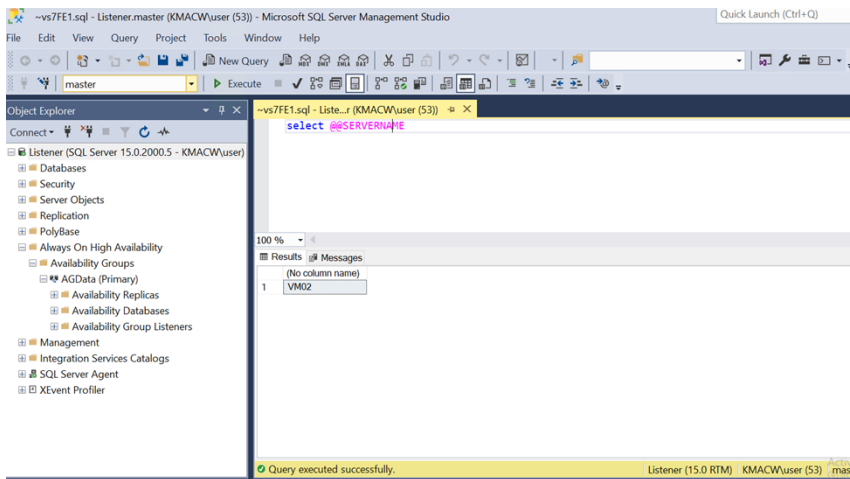 ~vs7FE1.sql - Listener.master (KMACW\user (53)) - Microsoft SQL Server Management Studio
Quick Launch (Ctrl+Q)
File Edit View Query Project Tools Window Help
New Query MDX DMX XMLA DAX
master Execute
Object Explorer
~vs7FE1.sql - Liste...r (KMACW\user (53))
Connect
select @@SERVERNAME
Listener (SQL Server 15.0.2000.5 - KMACW\user)
Databases
Security
Server Objects
Replication
PolyBase
Always On High Availability
Availability Groups
AGData (Primary)
Availability Replicas
Availability Databases
Availability Group Listeners
Management
Integration Services Catalogs
SQL Server Agent
XEvent Profiler
100 %
Results Messages
(No column name)
1 VM02
Query executed successfully.
Listener (15.0 RTM) KMACW\user (53) mas